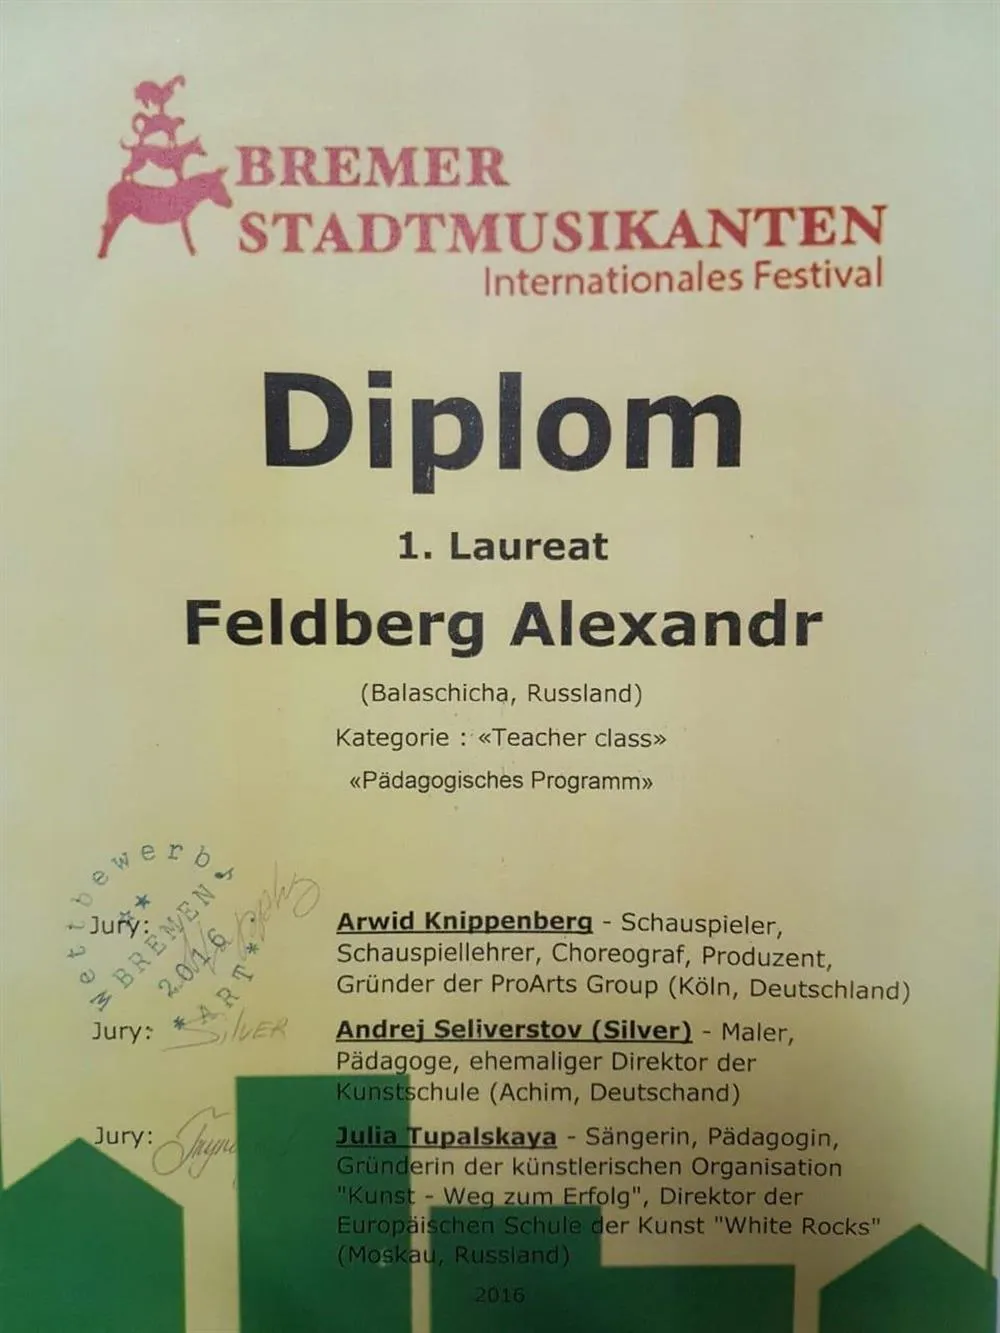 BREMER
STADTMUSIKANTEN
Internationales Festival
Diplom
1. Laureat
Feldberg Alexandr
(Balaschicha, Russland)
Kategorie : «Teacher class»
«Pädagogisches Programm»
Wettbewerb
BREMEN
2016
*ART*
Jury:
Arwid Knippenberg - Schauspieler,
Schauspiellehrer, Choreograf, Produzent,
Gründer der ProArts Group (Köln, Deutschland)
Jury: Silver
Andrej Seliverstov (Silver) - Maler,
Pädagoge, ehemaliger Direktor der
Kunstschule (Achim, Deutschand)
Jury:
Julia Tupalskaya - Sängerin, Pädagogin,
Gründerin der künstlerischen Organisation
"Kunst - Weg zum Erfolg", Direktor der
Europäischen Schule der Kunst "White Rocks"
(Moskau, Russland)
2016